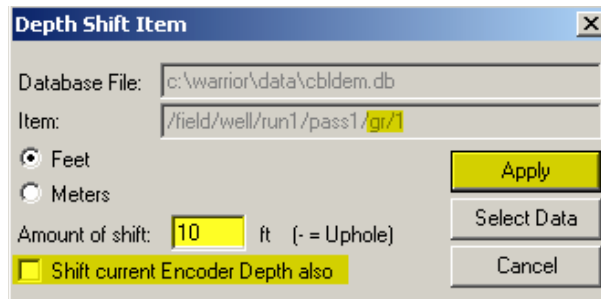 Depth Shift Item
Database File: c:\warrior\data\cbldem.db
Item: /field/well/run1/pass1/gr/1
Feet
Meters
Apply
Amount of shift: 10 ft (- = Uphole)
Select Data
Shift current Encoder Depth also
Cancel